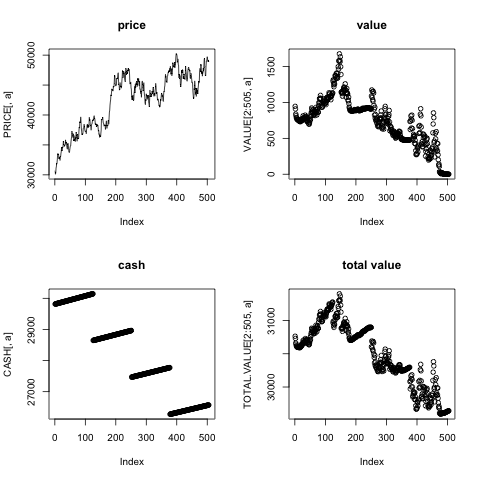 price
PRICE[, a]
50000
40000
30000
0 100 200 300 400 500
Index
value
VALUE[2:505, a]
1500
1000
500
0
0 100 200 300 400 500
Index
cash
CASH[, a]
29000
27000
0 100 200 300 400 500
Index
total value
TOTAL.VALUE[2:505, a]
31000
30000
0 100 200 300 400 500
Index